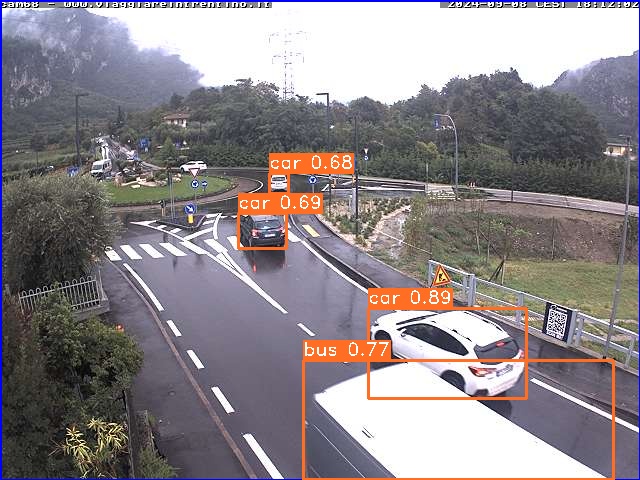 cam68 - www.viaggiareintrentino.it
2024-09-08 CEST 18:12:02
car 0.68
car 0.69
car 0.89
bus 0.77